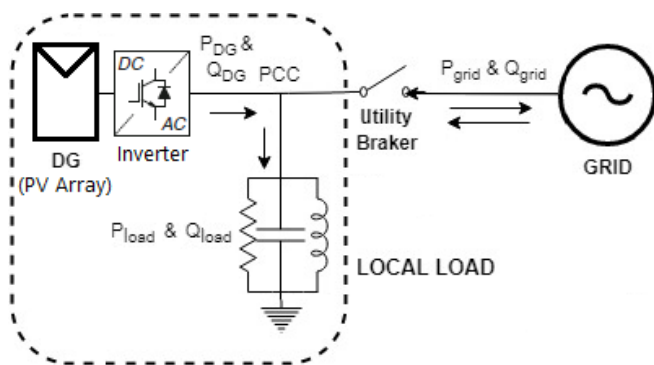 P_DG &
Q_DG
PCC
DC
AC
P_grid & Q_grid
Utility
Braker
Inverter
DG
(PV Array)
GRID
P_load & Q_load
LOCAL LOAD